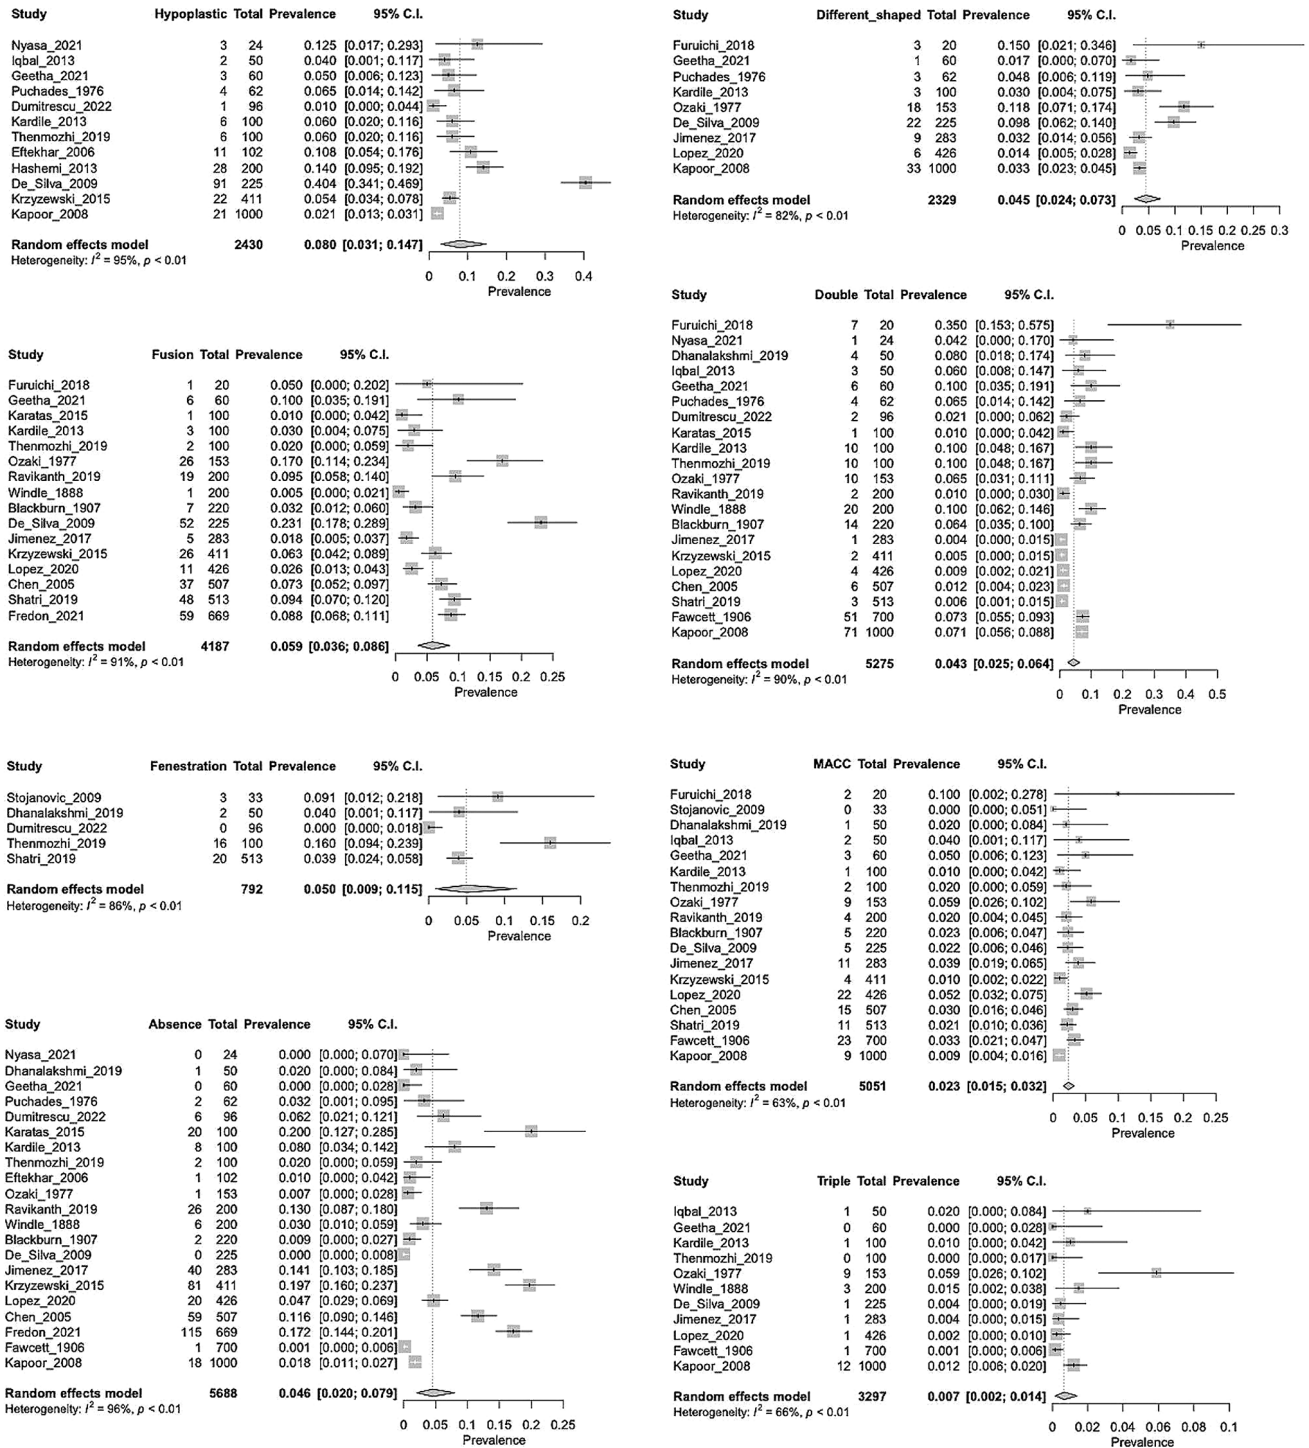 Study Hypoplastic Total Prevalence 95% C.I.
Nyasa_2021 3 24 0.125 [0.017; 0.293]
Iqbal_2013 2 50 0.040 [0.001; 0.117]
Geetha_2021 3 60 0.050 [0.006; 0.123]
Puchades_1976 4 62 0.065 [0.014; 0.142]
Dumitrescu_2022 1 96 0.010 [0.000; 0.044]
Kardile_2013 6 100 0.060 [0.020; 0.116]
Thenmozhi_2019 6 100 0.060 [0.020; 0.116]
Eftekhar_2006 11 102 0.108 [0.054; 0.176]
Hashemi_2013 28 200 0.140 [0.095; 0.192]
De_Silva_2009 91 225 0.404 [0.341; 0.469]
Krzyzewski_2015 22 411 0.054 [0.034; 0.078]
Kapoor_2008 21 1000 0.021 [0.013; 0.031]
Random effects model 2430 0.080 [0.031; 0.147]
Heterogeneity: I² = 95%, p < 0.01
0 0.1 0.2 0.3 0.4
Prevalence
Study Fusion Total Prevalence 95% C.I.
Furuichi_2018 1 20 0.050 [0.000; 0.202]
Geetha_2021 6 60 0.100 [0.035; 0.191]
Karatas_2015 1 100 0.010 [0.000; 0.042]
Kardile_2013 3 100 0.030 [0.004; 0.075]
Thenmozhi_2019 2 100 0.020 [0.000; 0.059]
Ozaki_1977 26 153 0.170 [0.114; 0.234]
Ravikanth_2019 19 200 0.095 [0.058; 0.140]
Windle_1888 1 200 0.005 [0.000; 0.021]
Blackburn_1907 7 220 0.032 [0.012; 0.060]
De_Silva_2009 52 225 0.231 [0.178; 0.289]
Jimenez_2017 5 283 0.018 [0.005; 0.037]
Krzyzewski_2015 26 411 0.063 [0.042; 0.089]
Lopez_2020 11 426 0.026 [0.013; 0.043]
Chen_2005 37 507 0.073 [0.052; 0.097]
Shatri_2019 48 513 0.094 [0.070; 0.120]
Fredon_2021 59 669 0.088 [0.068; 0.111]
Random effects model 4187 0.059 [0.036; 0.086]
Heterogeneity: I² = 91%, p < 0.01
0 0.05 0.1 0.15 0.2 0.25
Prevalence
Study Fenestration Total Prevalence 95% C.I.
Stojanovic_2009 3 33 0.091 [0.012; 0.218]
Dhanalakshmi_2019 2 50 0.040 [0.001; 0.117]
Dumitrescu_2022 0 96 0.000 [0.000; 0.018]
Thenmozhi_2019 16 100 0.160 [0.094; 0.239]
Shatri_2019 20 513 0.039 [0.024; 0.058]
Random effects model 792 0.050 [0.009; 0.115]
Heterogeneity: I² = 86%, p < 0.01
0 0.05 0.1 0.15 0.2
Prevalence
Study Absence Total Prevalence 95% C.I.
Nyasa_2021 0 24 0.000 [0.000; 0.070]
Dhanalakshmi_2019 1 50 0.020 [0.000; 0.084]
Geetha_2021 0 60 0.000 [0.000; 0.028]
Puchades_1976 2 62 0.032 [0.001; 0.095]
Dumitrescu_2022 6 96 0.062 [0.021; 0.121]
Karatas_2015 20 100 0.200 [0.127; 0.285]
Kardile_2013 8 100 0.080 [0.034; 0.142]
Thenmozhi_2019 2 100 0.020 [0.000; 0.059]
Eftekhar_2006 1 102 0.010 [0.000; 0.042]
Ozaki_1977 1 153 0.007 [0.000; 0.028]
Ravikanth_2019 26 200 0.130 [0.087; 0.180]
Windle_1888 6 200 0.030 [0.010; 0.059]
Blackburn_1907 2 220 0.009 [0.000; 0.027]
De_Silva_2009 0 225 0.000 [0.000; 0.008]
Jimenez_2017 40 283 0.141 [0.103; 0.185]
Krzyzewski_2015 81 411 0.197 [0.160; 0.237]
Lopez_2020 20 426 0.047 [0.029; 0.069]
Chen_2005 59 507 0.116 [0.090; 0.146]
Fredon_2021 115 669 0.172 [0.144; 0.201]
Fawcett_1906 1 700 0.001 [0.000; 0.006]
Kapoor_2008 18 1000 0.018 [0.011; 0.027]
Random effects model 5688 0.046 [0.020; 0.079]
Heterogeneity: I² = 96%, p < 0.01
0 0.05 0.1 0.15 0.2 0.25
Prevalence
Study Different_shaped Total Prevalence 95% C.I.
Furuichi_2018 3 20 0.150 [0.021; 0.346]
Geetha_2021 1 60 0.017 [0.000; 0.070]
Puchades_1976 3 62 0.048 [0.006; 0.119]
Kardile_2013 3 100 0.030 [0.004; 0.075]
Ozaki_1977 18 153 0.118 [0.071; 0.174]
De_Silva_2009 22 225 0.098 [0.062; 0.140]
Jimenez_2017 9 283 0.032 [0.014; 0.056]
Lopez_2020 6 426 0.014 [0.005; 0.028]
Kapoor_2008 33 1000 0.033 [0.023; 0.045]
Random effects model 2329 0.045 [0.024; 0.073]
Heterogeneity: I² = 82%, p < 0.01
0 0.05 0.1 0.15 0.2 0.25 0.3
Prevalence
Study Double Total Prevalence 95% C.I.
Furuichi_2018 7 20 0.350 [0.153; 0.575]
Nyasa_2021 1 24 0.042 [0.000; 0.170]
Dhanalakshmi_2019 4 50 0.080 [0.018; 0.174]
Iqbal_2013 3 50 0.060 [0.008; 0.147]
Geetha_2021 6 60 0.100 [0.035; 0.191]
Puchades_1976 4 62 0.065 [0.014; 0.142]
Dumitrescu_2022 2 96 0.021 [0.000; 0.062]
Karatas_2015 1 100 0.010 [0.000; 0.042]
Kardile_2013 10 100 0.100 [0.048; 0.167]
Thenmozhi_2019 10 100 0.100 [0.048; 0.167]
Ozaki_1977 10 153 0.065 [0.031; 0.111]
Ravikanth_2019 2 200 0.010 [0.000; 0.030]
Windle_1888 20 200 0.100 [0.062; 0.146]
Blackburn_1907 14 220 0.064 [0.035; 0.100]
Jimenez_2017 1 283 0.004 [0.000; 0.015]
Krzyzewski_2015 2 411 0.005 [0.000; 0.015]
Lopez_2020 4 426 0.009 [0.002; 0.021]
Chen_2005 6 507 0.012 [0.004; 0.023]
Shatri_2019 3 513 0.006 [0.001; 0.015]
Fawcett_1906 51 700 0.073 [0.055; 0.093]
Kapoor_2008 71 1000 0.071 [0.056; 0.088]
Random effects model 5275 0.043 [0.025; 0.064]
Heterogeneity: I² = 90%, p < 0.01
0 0.1 0.2 0.3 0.4 0.5
Prevalence
Study MACC Total Prevalence 95% C.I.
Furuichi_2018 2 20 0.100 [0.002; 0.278]
Stojanovic_2009 0 33 0.000 [0.000; 0.051]
Dhanalakshmi_2019 1 50 0.020 [0.000; 0.084]
Iqbal_2013 2 50 0.040 [0.001; 0.117]
Geetha_2021 3 60 0.050 [0.006; 0.123]
Kardile_2013 1 100 0.010 [0.000; 0.042]
Thenmozhi_2019 2 100 0.020 [0.000; 0.059]
Ozaki_1977 9 153 0.059 [0.026; 0.102]
Ravikanth_2019 4 200 0.020 [0.004; 0.045]
Blackburn_1907 5 220 0.023 [0.006; 0.047]
De_Silva_2009 5 225 0.022 [0.006; 0.046]
Jimenez_2017 11 283 0.039 [0.019; 0.065]
Krzyzewski_2015 4 411 0.010 [0.002; 0.022]
Lopez_2020 22 426 0.052 [0.032; 0.075]
Chen_2005 15 507 0.030 [0.016; 0.046]
Shatri_2019 11 513 0.021 [0.010; 0.036]
Fawcett_1906 23 700 0.033 [0.021; 0.047]
Kapoor_2008 9 1000 0.009 [0.004; 0.016]
Random effects model 5051 0.023 [0.015; 0.032]
Heterogeneity: I² = 63%, p < 0.01
0 0.05 0.1 0.15 0.2 0.25
Prevalence
Study Triple Total Prevalence 95% C.I.
Iqbal_2013 1 50 0.020 [0.000; 0.084]
Geetha_2021 0 60 0.000 [0.000; 0.028]
Kardile_2013 1 100 0.010 [0.000; 0.042]
Thenmozhi_2019 0 100 0.000 [0.000; 0.017]
Ozaki_1977 9 153 0.059 [0.026; 0.102]
Windle_1888 3 200 0.015 [0.002; 0.038]
De_Silva_2009 1 225 0.004 [0.000; 0.019]
Jimenez_2017 1 283 0.004 [0.000; 0.015]
Lopez_2020 1 426 0.002 [0.000; 0.010]
Fawcett_1906 1 700 0.001 [0.000; 0.006]
Kapoor_2008 12 1000 0.012 [0.006; 0.020]
Random effects model 3297 0.007 [0.002; 0.014]
Heterogeneity: I² = 66%, p < 0.01
0 0.02 0.04 0.06 0.08 0.1
Prevalence